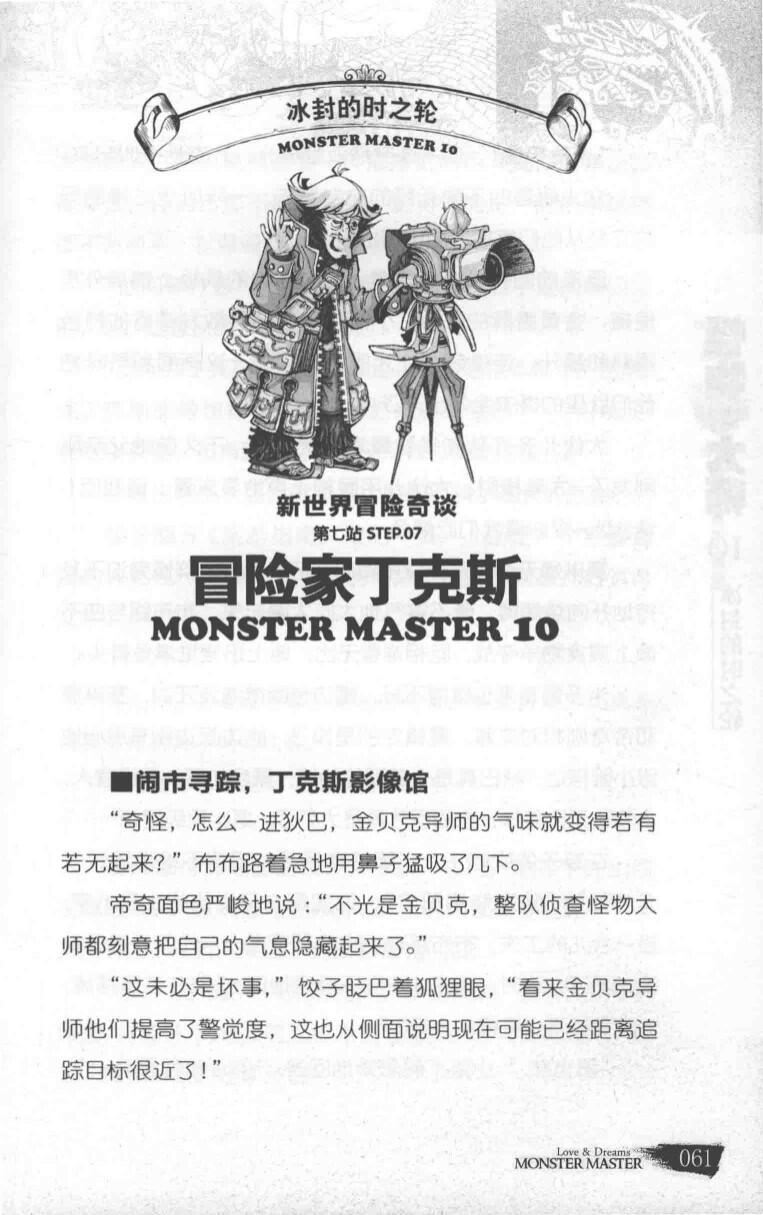 冰封的时之轮
MONSTER MASTER 10
新世界冒险奇谈
第七站 STEP.07
冒险家丁克斯
MONSTER MASTER 10
■闹市寻踪，丁克斯影像馆
“奇怪，怎么一进狄巴，金贝克导师的气味就变得若有
若无起来？”布布路着急地用鼻子猛吸了几下。
帝奇面色严峻地说：“不光是金贝克，整队侦查怪物大
师都刻意把自己的气息隐藏起来了。”
“这未必是坏事，”饺子眨巴着狐狸眼，“看来金贝克导
师他们提高了警觉度，这也从侧面说明现在可能已经距离追
踪目标很近了！”
Love & Dreams
MONSTER MASTER 061